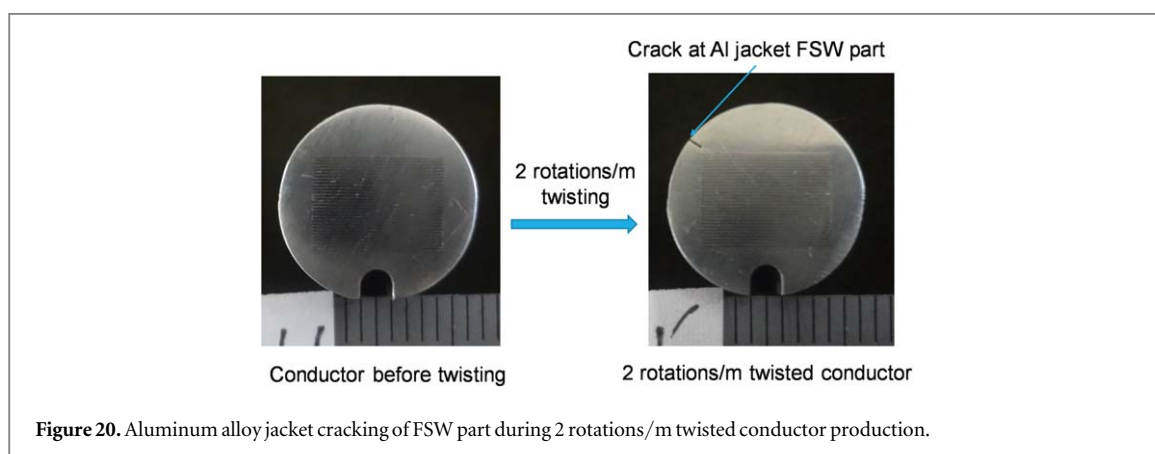 Crack at Al jacket FSW part
2 rotations/m
twisting
Conductor before twisting
2 rotations/m twisted conductor
Figure 20. Aluminum alloy jacket cracking of FSW part during 2 rotations/m twisted conductor production.